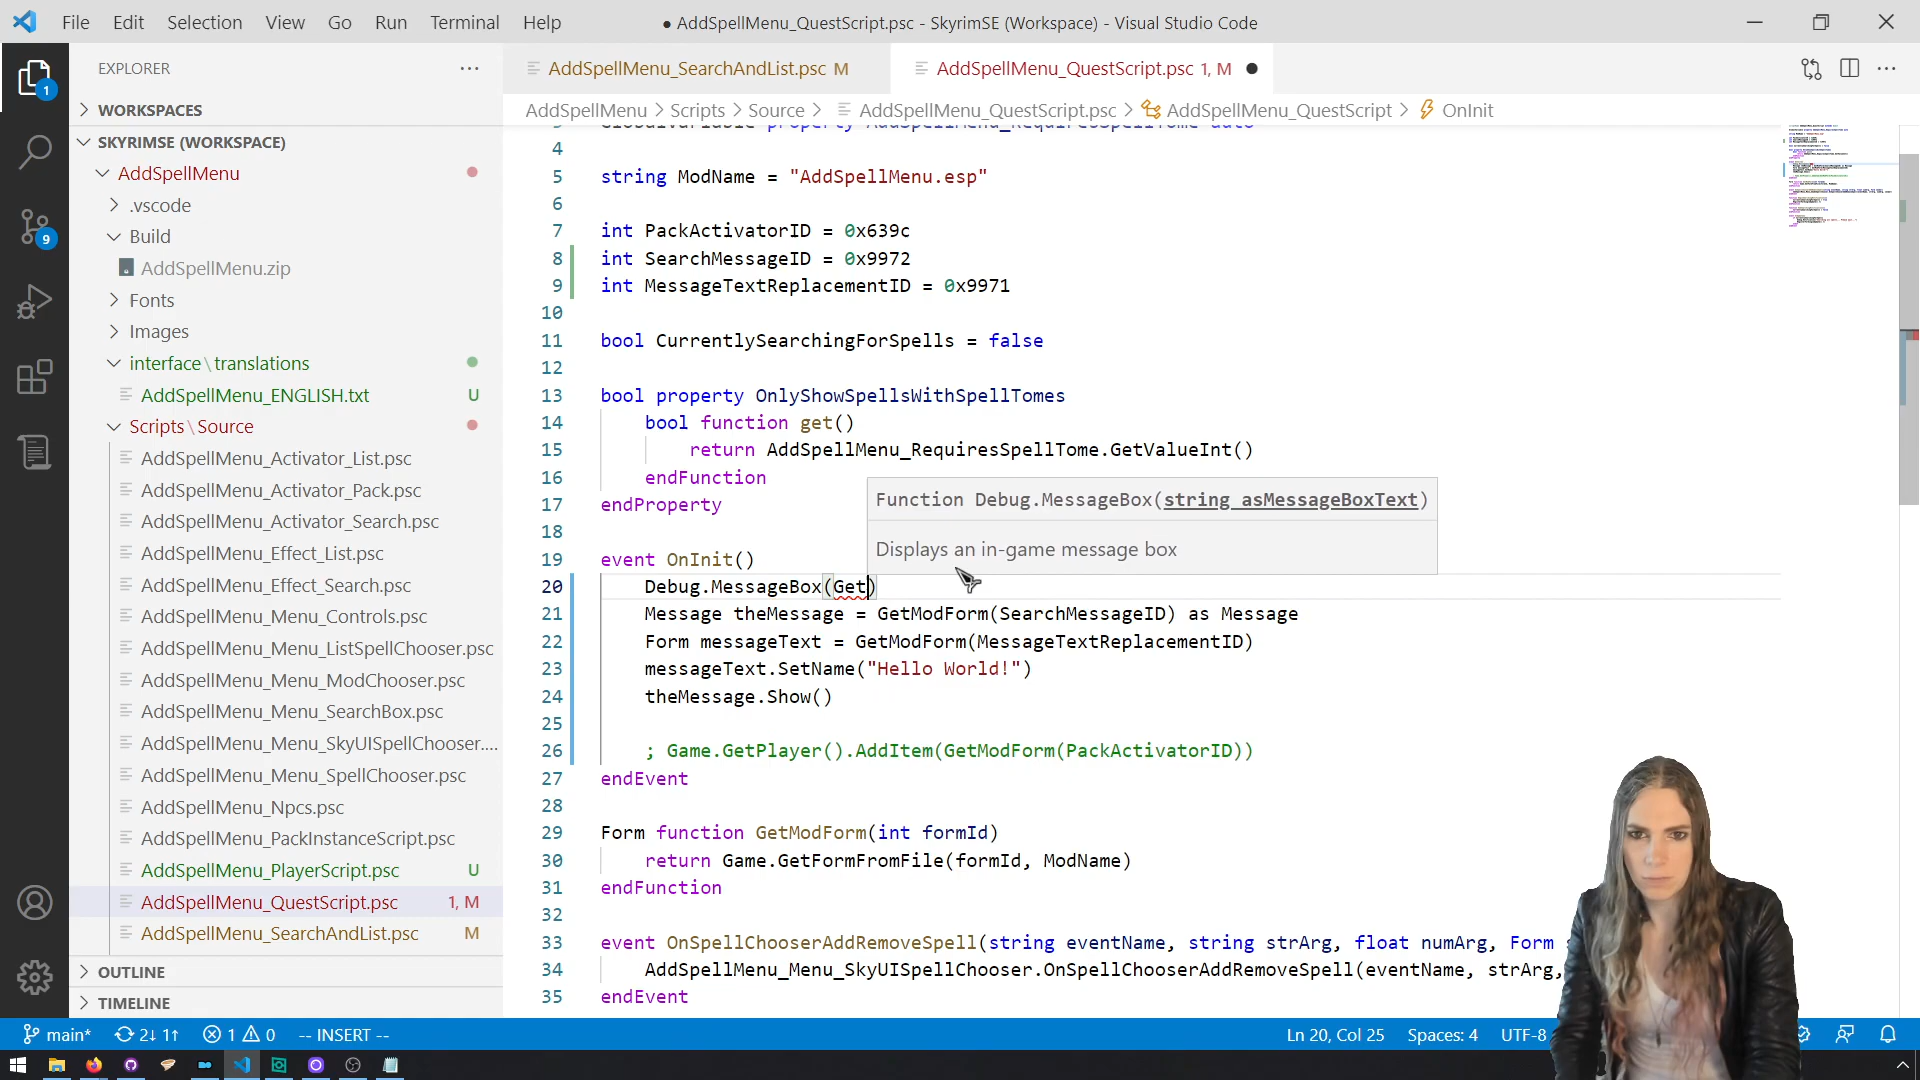 File Edit Selection View Go Run Terminal Help
● AddSpellMenu_QuestScript.psc - SkyrimSE (Workspace) - Visual Studio Code
EXPLORER
AddSpellMenu_SearchAndList.psc M
AddSpellMenu_QuestScript.psc 1, M
AddSpellMenu > Scripts > Source > AddSpellMenu_QuestScript.psc > AddSpellMenu_QuestScript > OnInit
WORKSPACES
SKYRIMSE (WORKSPACE)
AddSpellMenu
.vscode
Build
AddSpellMenu.zip
Fonts
Images
interface\translations
AddSpellMenu_ENGLISH.txt U
Scripts\Source
AddSpellMenu_Activator_List.psc
AddSpellMenu_Activator_Pack.psc
AddSpellMenu_Activator_Search.psc
AddSpellMenu_Effect_List.psc
AddSpellMenu_Effect_Search.psc
AddSpellMenu_Menu_Controls.psc
AddSpellMenu_Menu_ListSpellChooser.psc
AddSpellMenu_Menu_ModChooser.psc
AddSpellMenu_Menu_SearchBox.psc
AddSpellMenu_Menu_SkyUISpellChooser....
AddSpellMenu_Menu_SpellChooser.psc
AddSpellMenu_Npcs.psc
AddSpellMenu_PackInstanceScript.psc
AddSpellMenu_PlayerScript.psc U
AddSpellMenu_QuestScript.psc 1, M
AddSpellMenu_SearchAndList.psc M
OUTLINE
TIMELINE
GlobalVariable property AddSpellMenu_RequiresSpellTome auto
4
5 string ModName = "AddSpellMenu.esp"
6
7 int PackActivatorID = 0x639c
8 int SearchMessageID = 0x9972
9 int MessageTextReplacementID = 0x9971
10
11 bool CurrentlySearchingForSpells = false
12
13 bool property OnlyShowSpellsWithSpellTomes
14 bool function get()
15 return AddSpellMenu_RequiresSpellTome.GetValueInt()
16 endFunction
17 endProperty
18
Function Debug.MessageBox(string asMessageBoxText)
Displays an in-game message box
19 event OnInit()
20 Debug.MessageBox(Get)
21 Message theMessage = GetModForm(SearchMessageID) as Message
22 Form messageText = GetModForm(MessageTextReplacementID)
23 messageText.SetName("Hello World!")
24 theMessage.Show()
25
26 ; Game.GetPlayer().AddItem(GetModForm(PackActivatorID))
27 endEvent
28
29 Form function GetModForm(int formId)
30 return Game.GetFormFromFile(formId, ModName)
31 endFunction
32
33 event OnSpellChooserAddRemoveSpell(string eventName, string strArg, float numArg, Form s
34 AddSpellMenu_Menu_SkyUISpellChooser.OnSpellChooserAddRemoveSpell(eventName, strArg,
35 endEvent
1
9
main* 2↓ 1↑ 1 0 -- INSERT --
Ln 20, Col 25 Spaces: 4 UTF-8